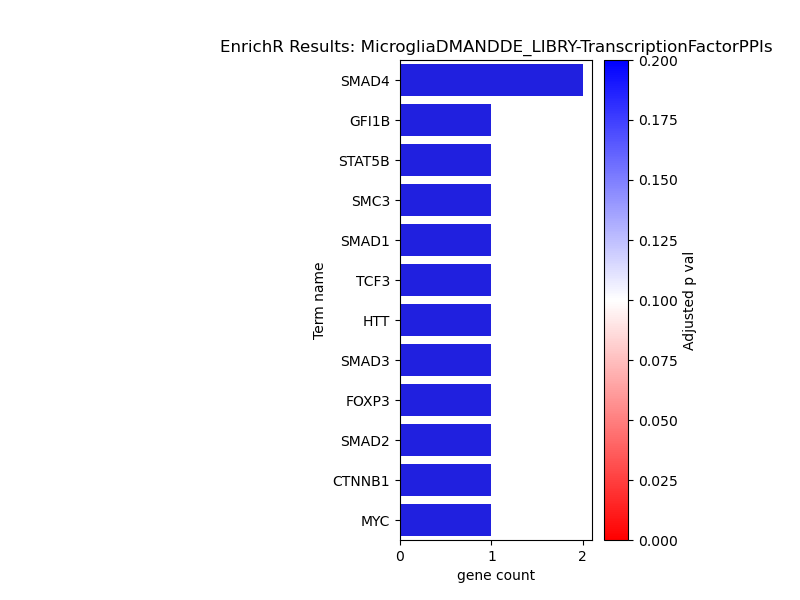 EnrichR Results: MicrogliaDMANDDE_LIBRY-TranscriptionFactorPPIs
SMAD4
GFI1B
STAT5B
SMC3
SMAD1
TCF3
HTT
SMAD3
FOXP3
SMAD2
CTNNB1
MYC
Term name
0 1 2
gene count
0.200
0.175
0.150
0.125
0.100
0.075
0.050
0.025
0.000
Adjusted p val